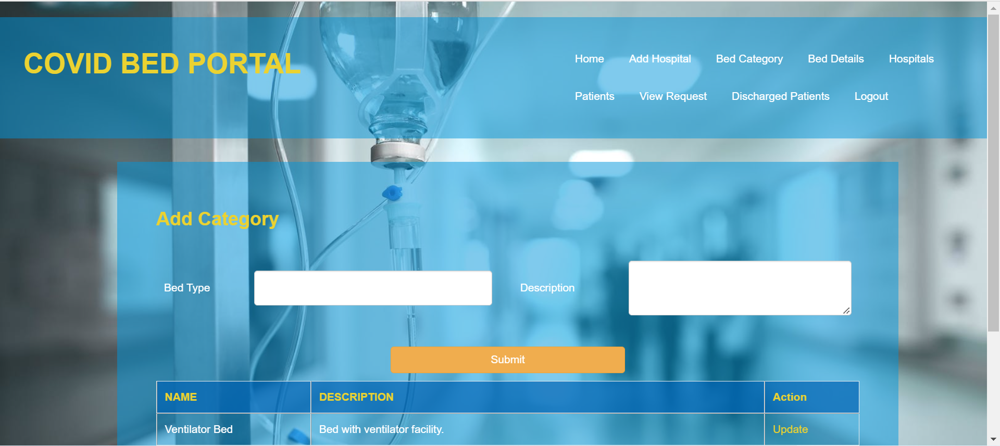 COVID BED PORTAL
Home Add Hospital Bed Category Bed Details Hospitals
Patients View Request Discharged Patients Logout
Add Category
Bed Type Description
Submit
NAME DESCRIPTION Action
Ventilator Bed Bed with ventilator facility. Update